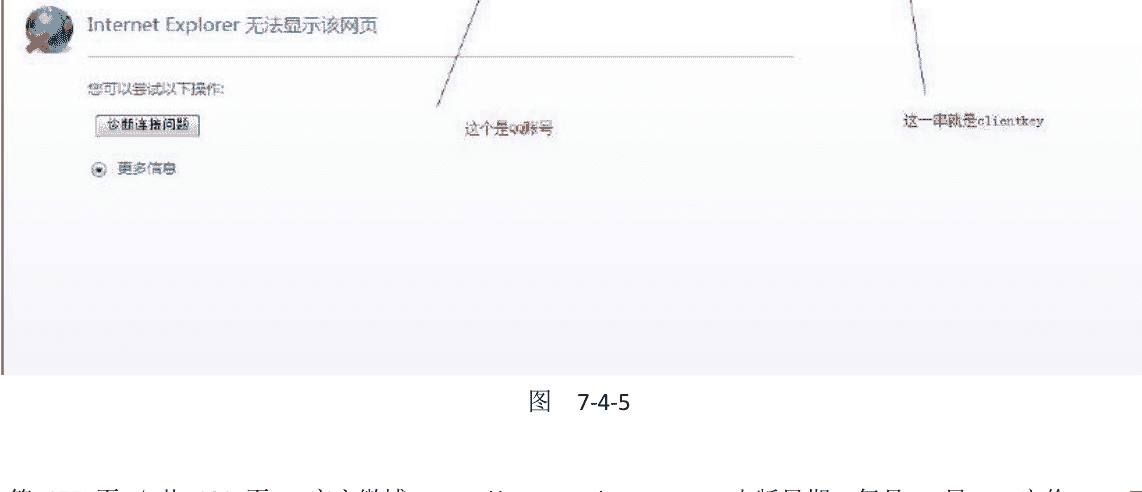 Internet Explorer 无法显示该网页
您可以尝试以下操作:
诊断连接问题
这个是QQ账号
这一串就是clientkey
更多信息
图 7-4-5